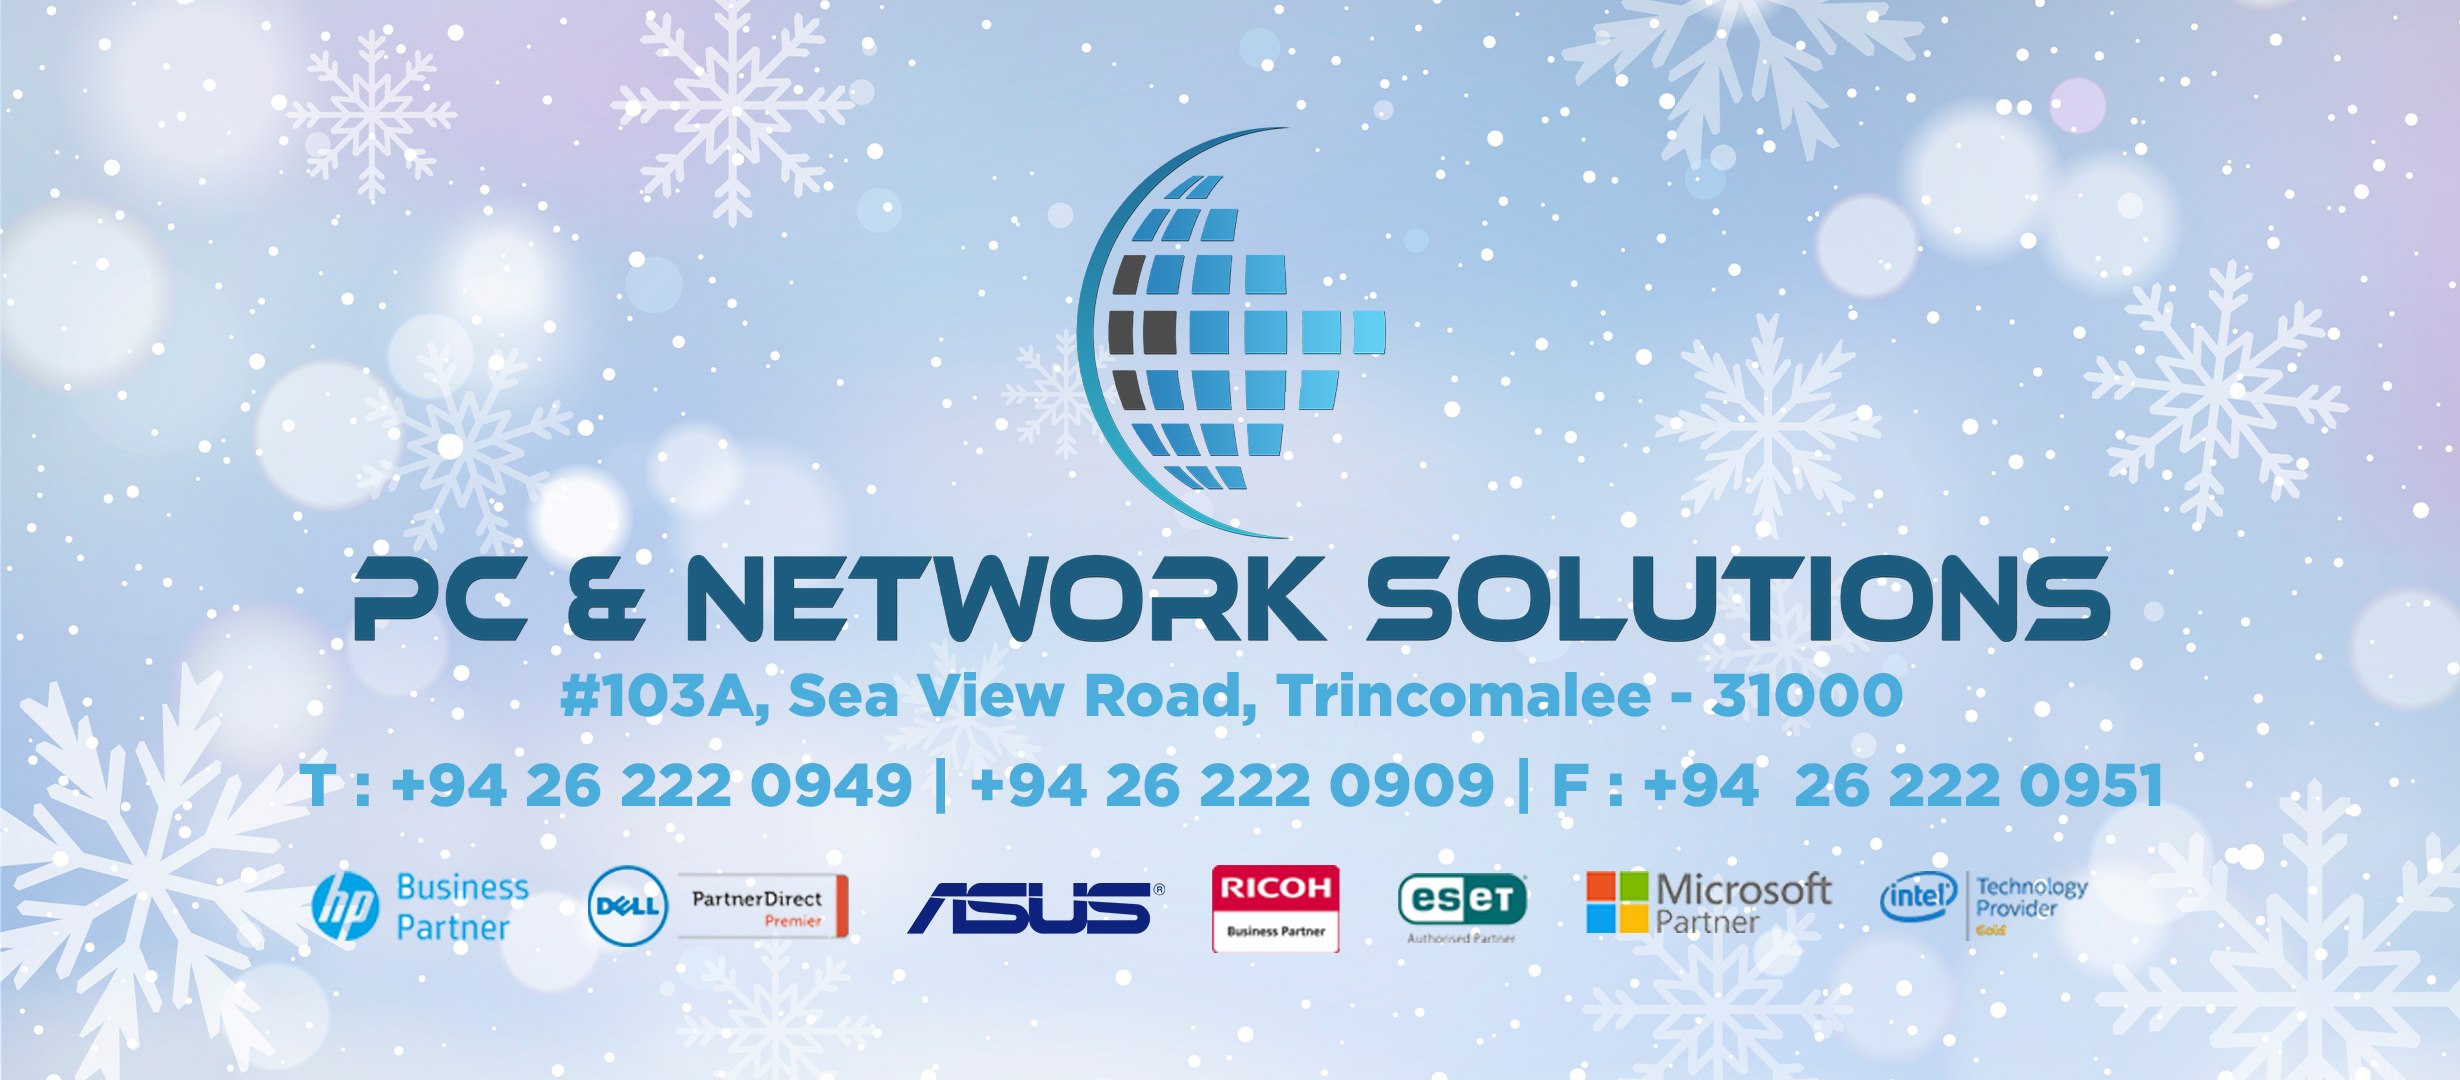 PC & NETWORK SOLUTIONS
#103A, Sea View Road, Trincomalee - 31000
T : +94 26 222 0949 | +94 26 222 0909 | F : +94 26 222 0951
hp Business Partner
DELL PartnerDirect Premier
ASUS®
RICOH Business Partner
eseT Authorised Partner
Microsoft Partner
intel® Technology Provider Gold